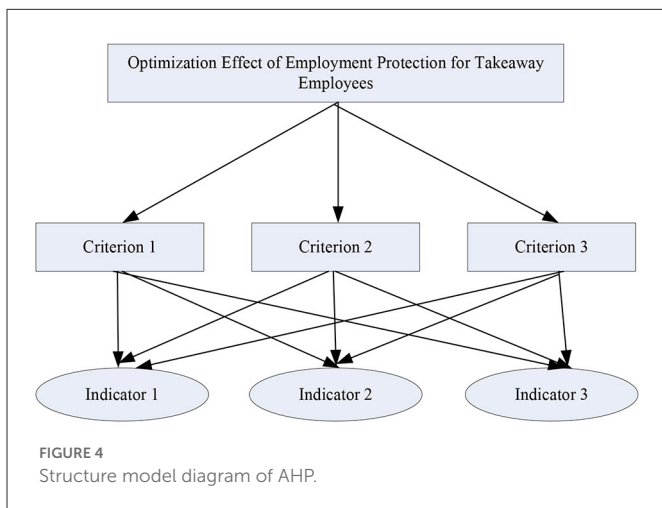 Optimization Effect of Employment Protection for Takeaway
Employees
Criterion 1
Criterion 2
Criterion 3
Indicator 1
Indicator 2
Indicator 3
FIGURE 4
Structure model diagram of AHP.